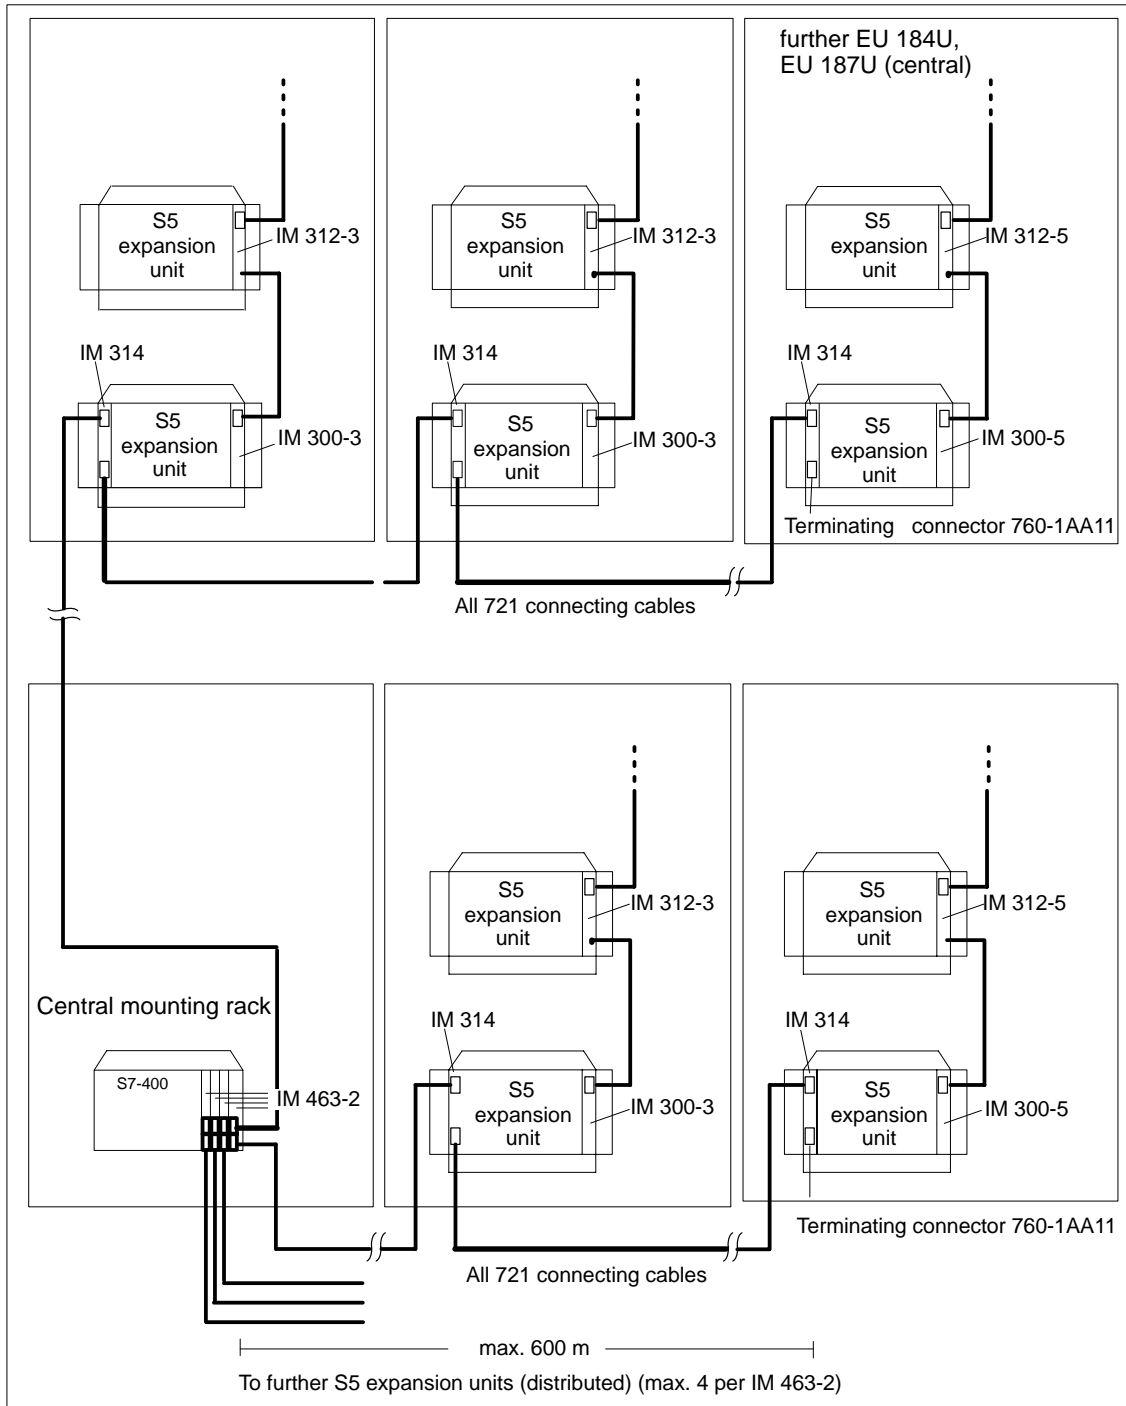 further EU 184U,
EU 187U (central)
S5
expansion
unit
IM 312-3
S5
expansion
unit
IM 312-3
S5
expansion
unit
IM 312-5
IM 314
S5
expansion
unit
IM 300-3
IM 314
S5
expansion
unit
IM 300-3
IM 314
S5
expansion
unit
IM 300-5
Terminating connector 760-1AA11
All 721 connecting cables
S5
expansion
unit
IM 312-3
S5
expansion
unit
IM 312-5
Central mounting rack
S7-400
IM 463-2
IM 314
S5
expansion
unit
IM 300-3
IM 314
S5
expansion
unit
IM 300-5
Terminating connector 760-1AA11
All 721 connecting cables
max. 600 m
To further S5 expansion units (distributed) (max. 4 per IM 463-2)